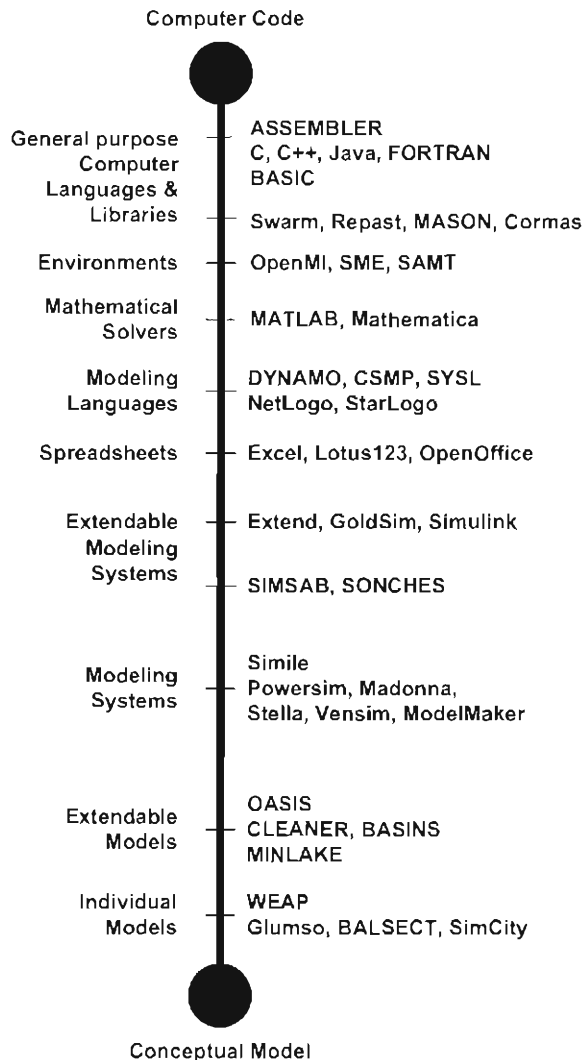 Computer Code
General purpose
Computer
Languages &
Libraries
ASSEMBLER
C, C++, Java, FORTRAN
BASIC
Swarm, Repast, MASON, Cormas
Environments
OpenMI, SME, SAMT
Mathematical
Solvers
MATLAB, Mathematica
Modeling
Languages
DYNAMO, CSMP, SYSL
NetLogo, StarLogo
Spreadsheets
Excel, Lotus123, OpenOffice
Extendable
Modeling
Systems
Extend, GoldSim, Simulink
SIMSAB, SONCHES
Modeling
Systems
Simile
Powersim, Madonna,
Stella, Vensim, ModelMaker
Extendable
Models
OASIS
CLEANER, BASINS
MINLAKE
Individual
Models
WEAP
Glumso, BALSECT, SimCity
Conceptual Model